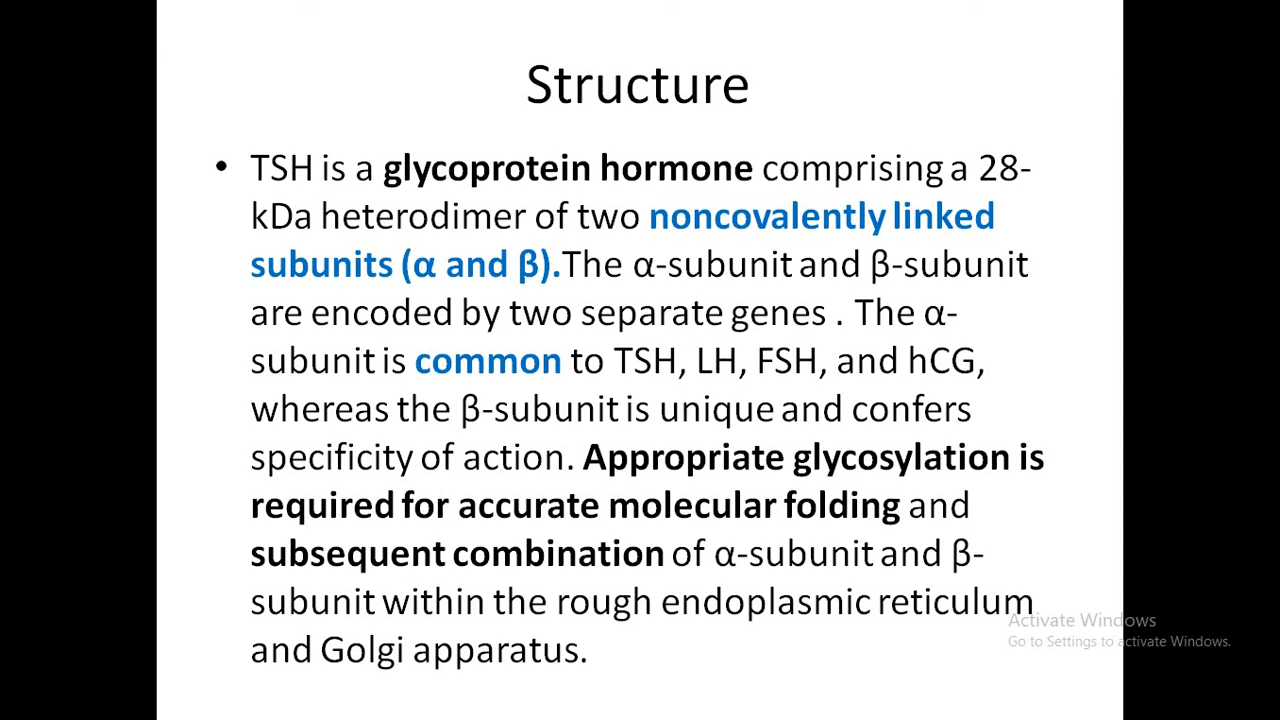 Structure
• TSH is a glycoprotein hormone comprising a 28-
kDa heterodimer of two noncovalently linked
subunits (α and β).The α-subunit and β-subunit
are encoded by two separate genes . The α-
subunit is common to TSH, LH, FSH, and hCG,
whereas the β-subunit is unique and confers
specificity of action. Appropriate glycosylation is
required for accurate molecular folding and
subsequent combination of α-subunit and β-
subunit within the rough endoplasmic reticulum
and Golgi apparatus.
Activate Windows
Go to Settings to activate Windows.